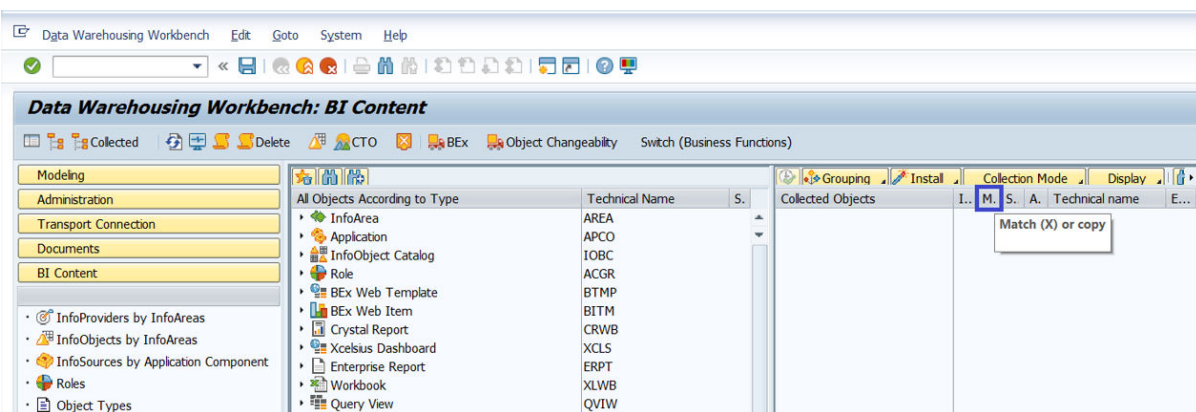 Data Warehousing Workbench Edit Goto System Help
Data Warehousing Workbench: BI Content
Collected Delete CTO BEx Object Changeability Switch (Business Functions)
Modeling
Administration
Transport Connection
Documents
BI Content
InfoProviders by InfoAreas
InfoObjects by InfoAreas
InfoSources by Application Component
Roles
Object Types
All Objects According to Type Technical Name S.
InfoArea AREA
Application APCO
InfoObject Catalog IOBC
Role ACGR
BEx Web Template BTMP
BEx Web Item BITM
Crystal Report CRWB
Xcelsius Dashboard XCLS
Enterprise Report ERPT
Workbook XLWB
Query View QVIW
Grouping Install Collection Mode Display
Collected Objects I.. M. S. A. Technical name E...
Match (X) or copy